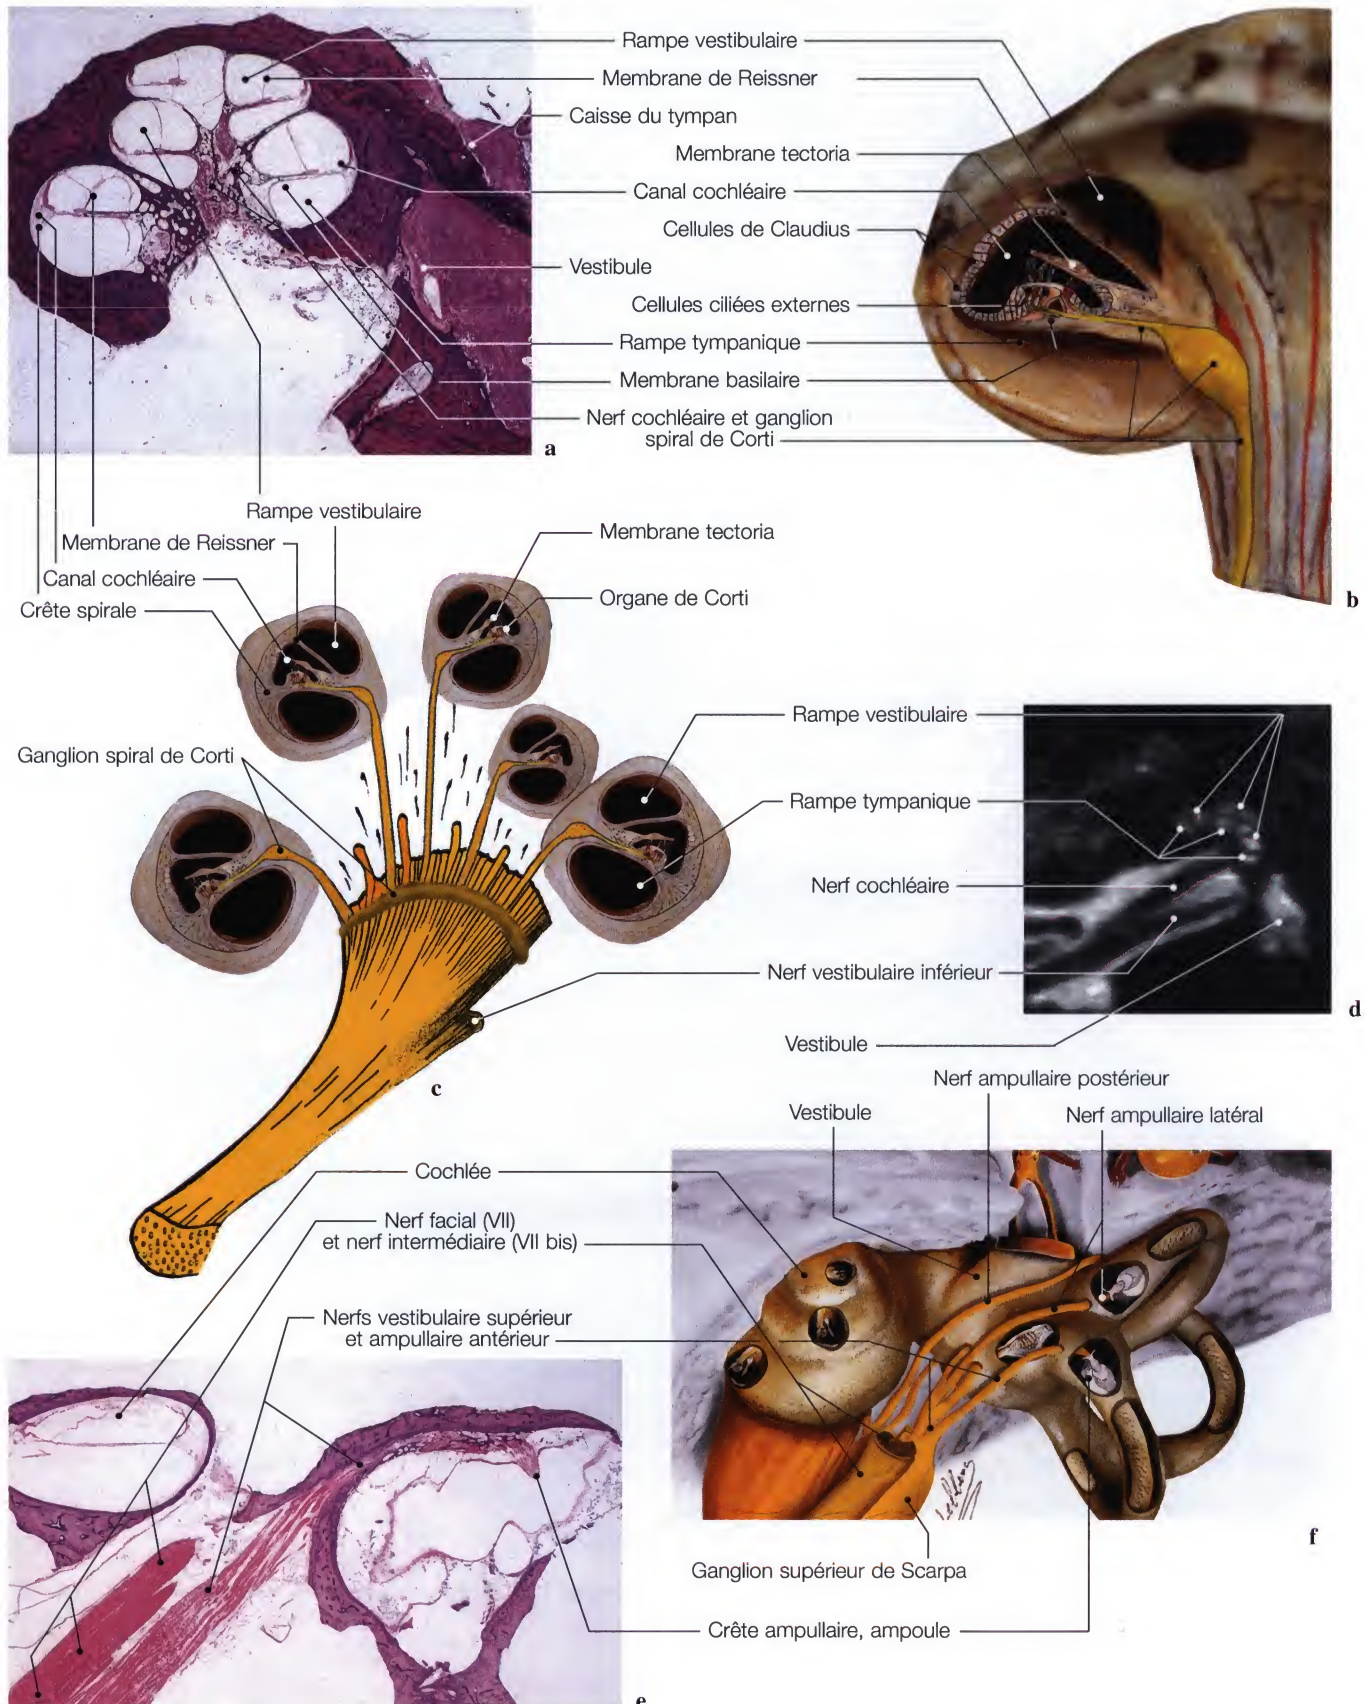 Rampe vestibulaire
Membrane de Reissner
Caisse du tympan
Membrane tectoria
Canal cochléaire
Cellules de Claudius
Vestibule
Cellules ciliées externes
Rampe tympanique
Membrane basilaire
Nerf cochléaire et ganglion
spiral de Corti
a
b
Rampe vestibulaire
Membrane de Reissner
Canal cochléaire
Crête spirale
Membrane tectoria
Organe de Corti
Ganglion spiral de Corti
Rampe vestibulaire
Rampe tympanique
Nerf cochléaire
Nerf vestibulaire inférieur
Vestibule
c
d
Nerf ampullaire postérieur
Vestibule
Nerf ampullaire latéral
Cochlée
Nerf facial (VII)
et nerf intermédiaire (VII bis)
Nerfs vestibulaire supérieur
et ampullaire antérieur
Ganglion supérieur de Scarpa
Crête ampullaire, ampoule
f
e